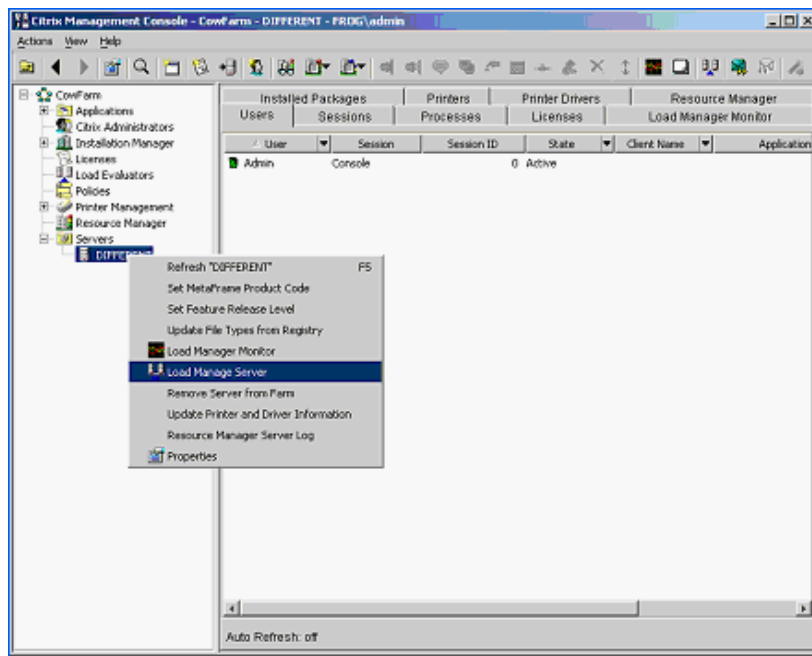 Citrix Management Console - CowFarm - DIFFERENT - FROG\admin
Actions View Help
CowFarm
Applications
Citrix Administrators
Installation Manager
Licenses
Load Evaluators
Policies
Printer Management
Resource Manager
Servers
DIFFERENT
Installed Packages Printers Printer Drivers Resource Manager
Users Sessions Processes Licenses Load Manager Monitor
User Session Session ID State Client Name Application
Admin Console 0 Active
Refresh "DIFFERENT" F5
Set MetaFrame Product Code
Set Feature Release Level
Update File Types from Registry
Load Manager Monitor
Load Manage Server
Remove Server from Farm
Update Printer and Driver Information
Resource Manager Server Log
Properties
Auto Refresh: off